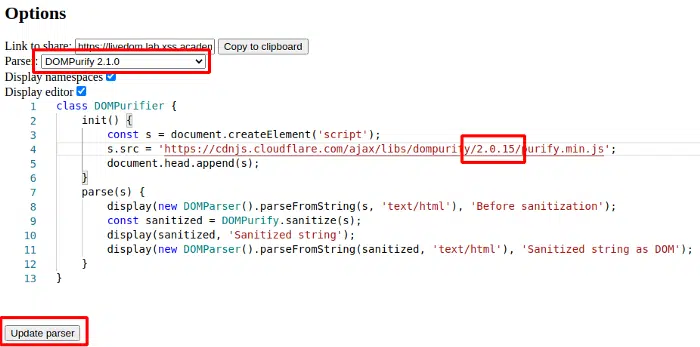 Options
Link to share: https://livedom.lab.xss.academ Copy to clipboard
Parser: DOMPurify 2.1.0
Display namespaces
Display editor
1 class DOMPurifier {
2 init() {
3 const s = document.createElement('script');
4 s.src = 'https://cdnjs.cloudflare.com/ajax/libs/dompurify/2.0.15/purify.min.js';
5 document.head.append(s);
6 }
7 parse(s) {
8 display(new DOMParser().parseFromString(s, 'text/html'), 'Before sanitization');
9 const sanitized = DOMPurify.sanitize(s);
10 display(sanitized, 'Sanitized string');
11 display(new DOMParser().parseFromString(sanitized, 'text/html'), 'Sanitized string as DOM');
12 }
13 }
Update parser